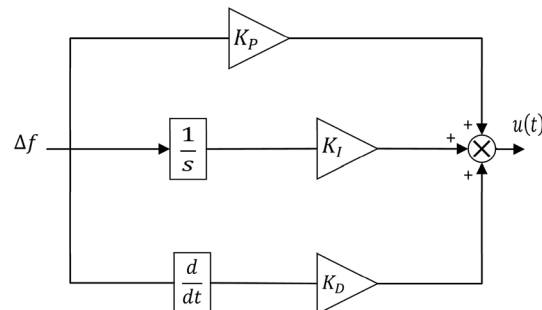 K_P
+
Δf
1/s
K_I
+
u(t)
+
d/dt
K_D